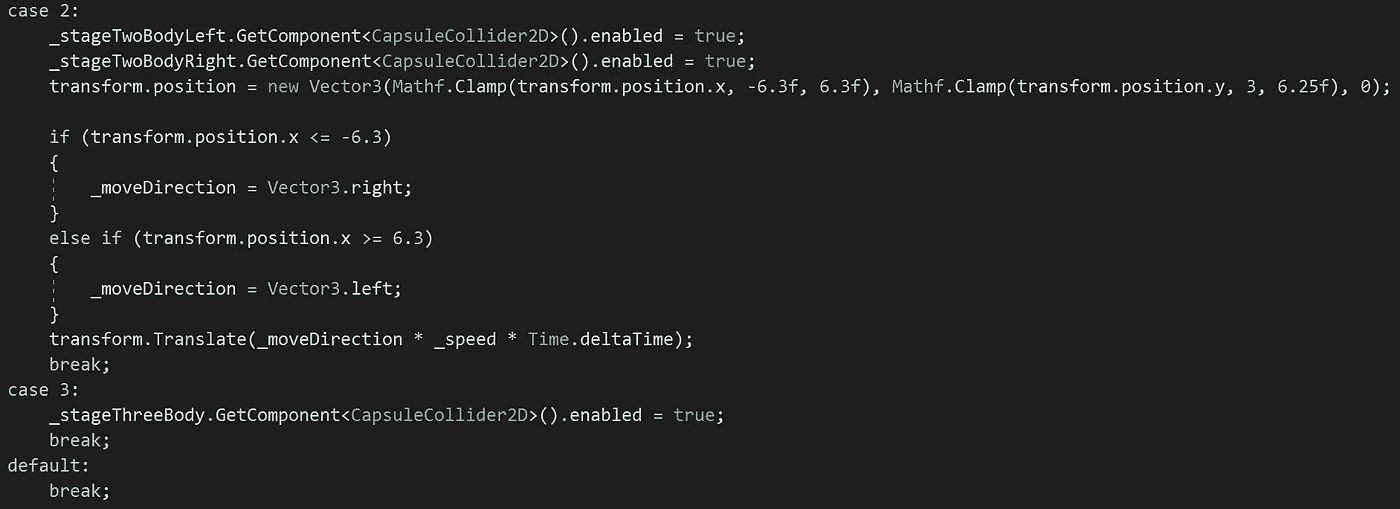 case 2:
    _stageTwoBodyLeft.GetComponent<CapsuleCollider2D>().enabled = true;
    _stageTwoBodyRight.GetComponent<CapsuleCollider2D>().enabled = true;
    transform.position = new Vector3(Mathf.Clamp(transform.position.x, -6.3f, 6.3f), Mathf.Clamp(transform.position.y, 3, 6.25f), 0);

    if (transform.position.x <= -6.3)
    {
        _moveDirection = Vector3.right;
    }
    else if (transform.position.x >= 6.3)
    {
        _moveDirection = Vector3.left;
    }
    transform.Translate(_moveDirection * _speed * Time.deltaTime);
    break;
case 3:
    _stageThreeBody.GetComponent<CapsuleCollider2D>().enabled = true;
    break;
default:
    break;